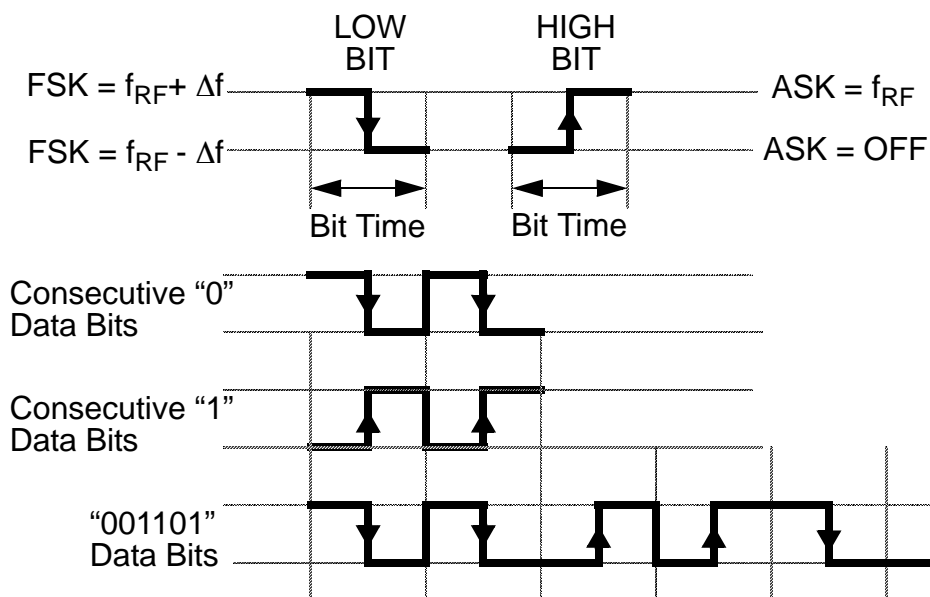 LOW
BIT
HIGH
BIT
FSK = fRF+ Δf
ASK = fRF
FSK = fRF - Δf
ASK = OFF
Bit Time
Bit Time
Consecutive “0”
Data Bits
Consecutive “1”
Data Bits
“001101”
Data Bits